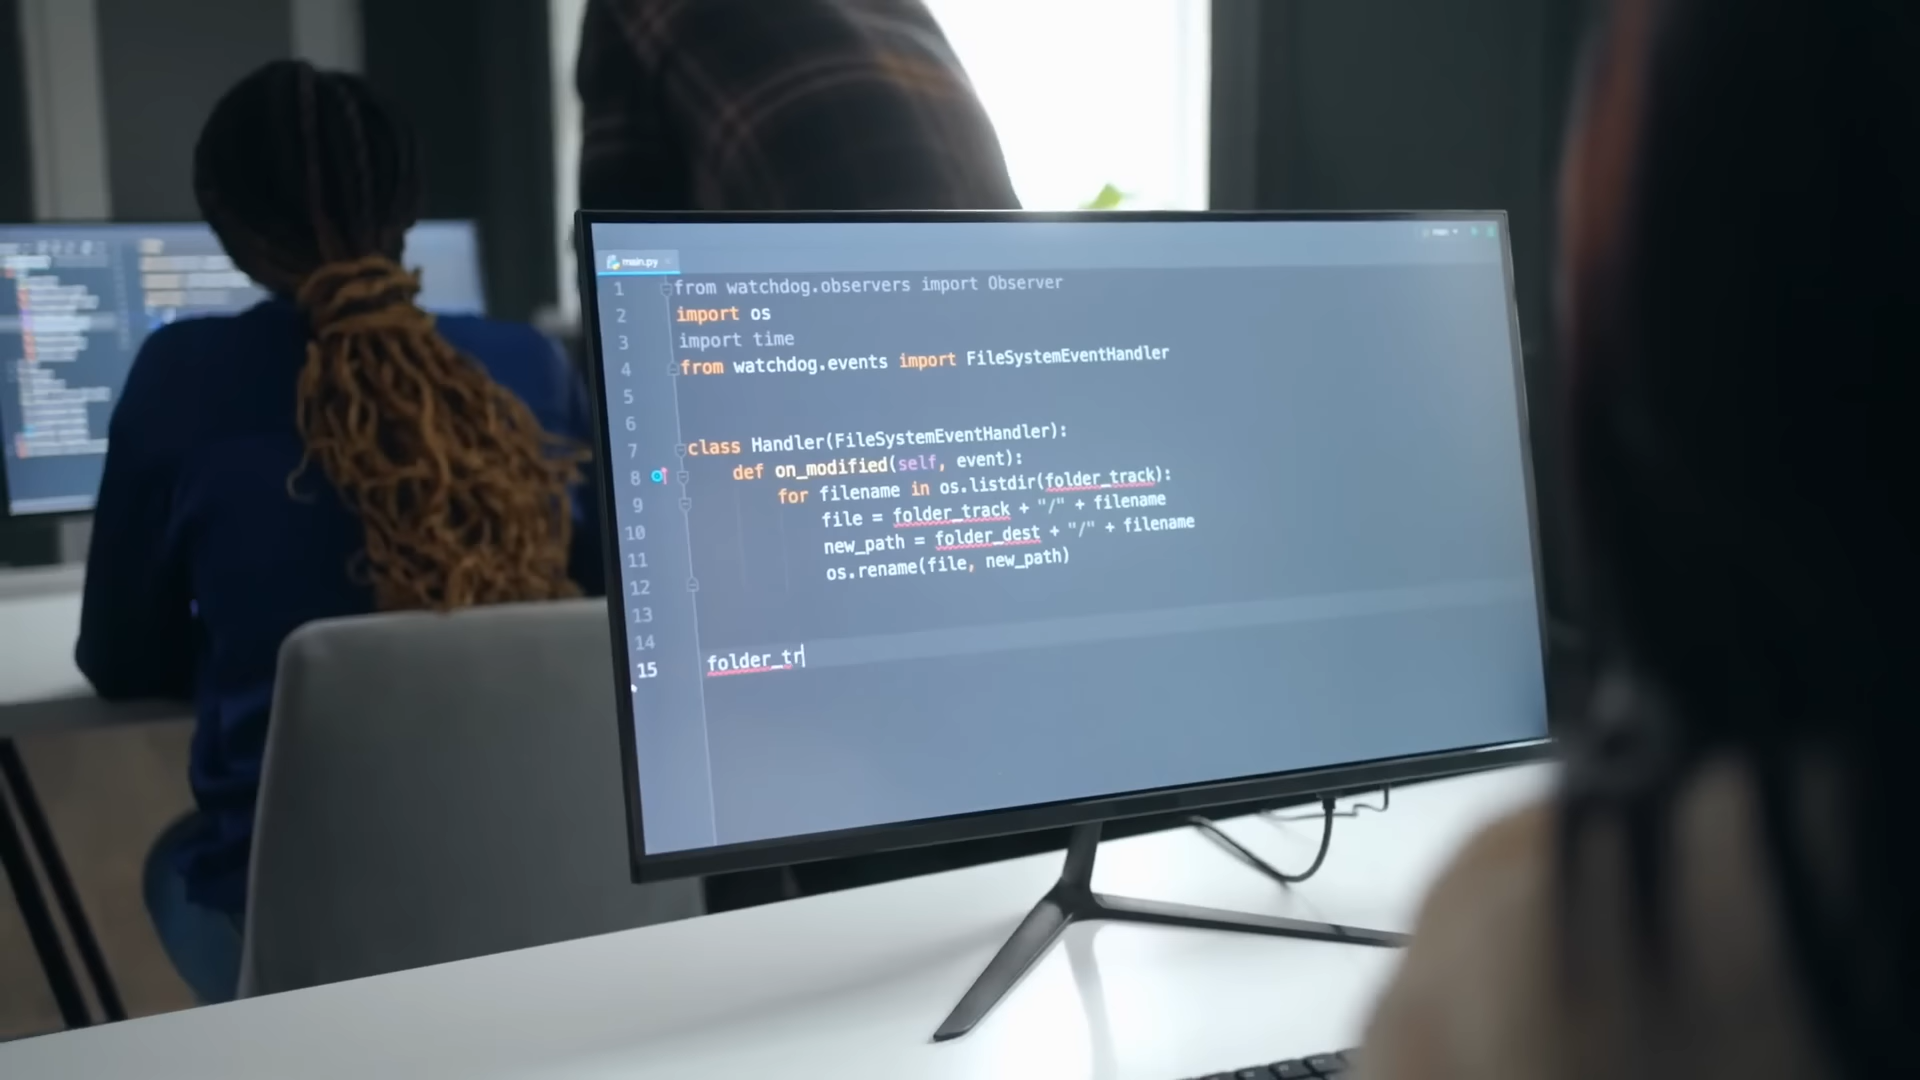 main.py
1 from watchdog.observers import Observer
2 import os
3 import time
4 from watchdog.events import FileSystemEventHandler
5
6
7 class Handler(FileSystemEventHandler):
8 def on_modified(self, event):
9 for filename in os.listdir(folder_track):
10 file = folder_track + "/" + filename
11 new_path = folder_dest + "/" + filename
12 os.rename(file, new_path)
13
14
15 folder_tr